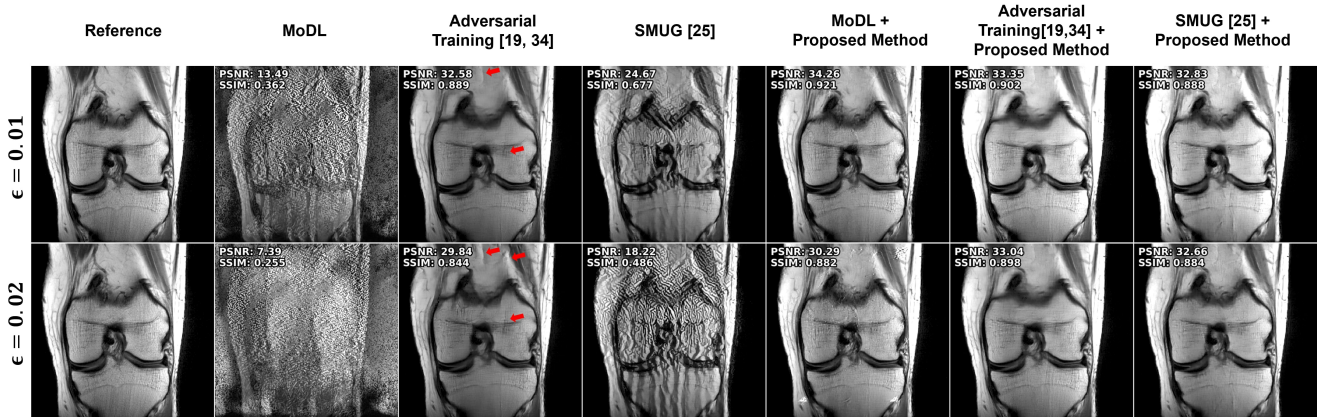 Reference
MoDL
Adversarial
Training [19, 34]
SMUG [25]
MoDL +
Proposed Method
Adversarial
Training[19,34] +
Proposed Method
SMUG [25] +
Proposed Method
ϵ = 0.01
PSNR: 13.49
SSIM: 0.362
PSNR: 32.58
SSIM: 0.889
PSNR: 24.67
SSIM: 0.677
PSNR: 34.26
SSIM: 0.921
PSNR: 33.35
SSIM: 0.902
PSNR: 32.83
SSIM: 0.888
ϵ = 0.02
PSNR: 7.39
SSIM: 0.255
PSNR: 29.84
SSIM: 0.844
PSNR: 18.22
SSIM: 0.486
PSNR: 30.29
SSIM: 0.882
PSNR: 33.04
SSIM: 0.898
PSNR: 32.66
SSIM: 0.884